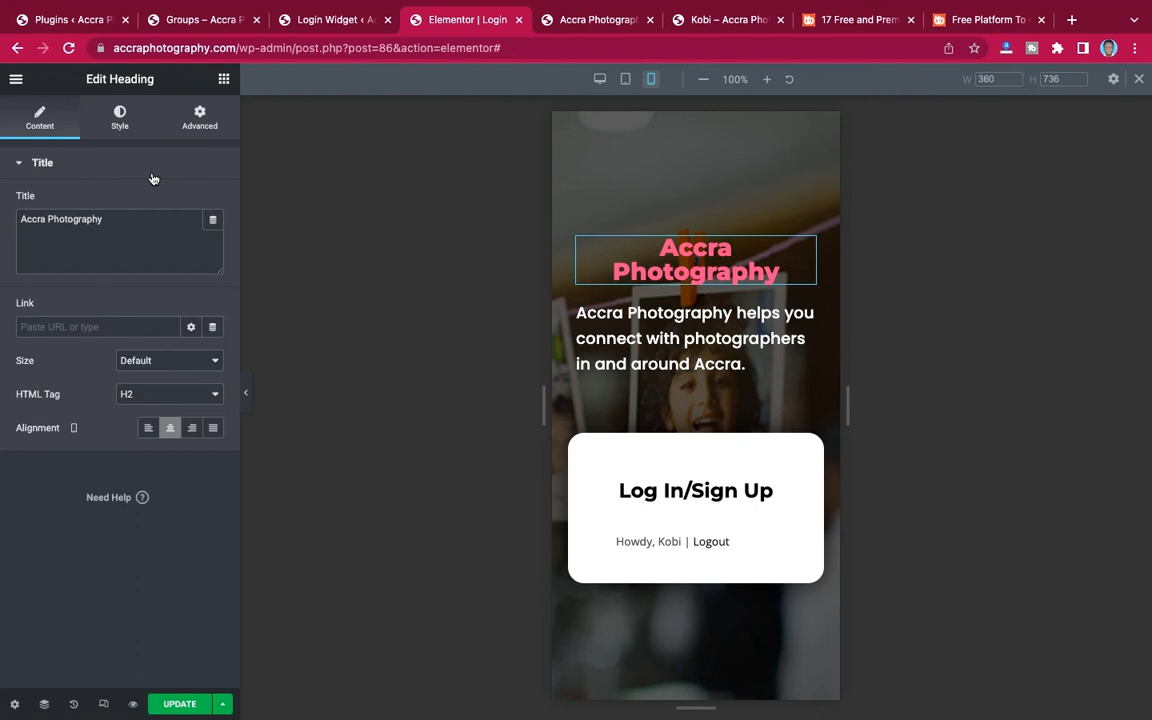 Plugins ‹ Accra P
Groups – Accra P
Login Widget ‹ Ac
Elementor | Login
Accra Photograph
Kobi – Accra Pho
17 Free and Prem
Free Platform To
accraphotography.com/wp-admin/post.php?post=86&action=elementor#
Edit Heading
100%
W 360
H 736
Content
Style
Advanced
Title
Title
Accra Photography
Link
Paste URL or type
Size
Default
HTML Tag
H2
Alignment
Need Help
UPDATE
Accra
Photography
Accra Photography helps you
connect with photographers
in and around Accra.
Log In/Sign Up
Howdy, Kobi | Logout